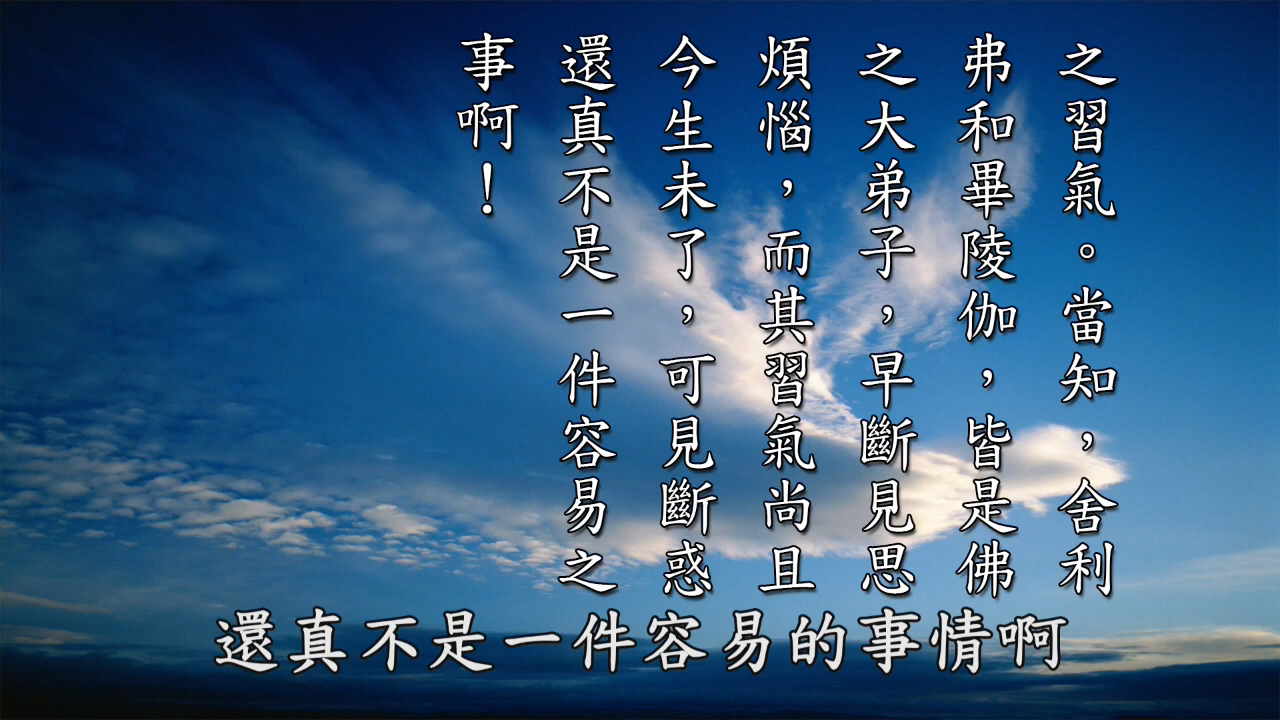 之習氣。當知，舍利
弗和畢陵伽，皆是佛
之大弟子，早斷見思
煩惱，而其習氣尚且
今生未了，可見斷惑
還真不是一件容易之
事啊！
還真不是一件容易的事情啊